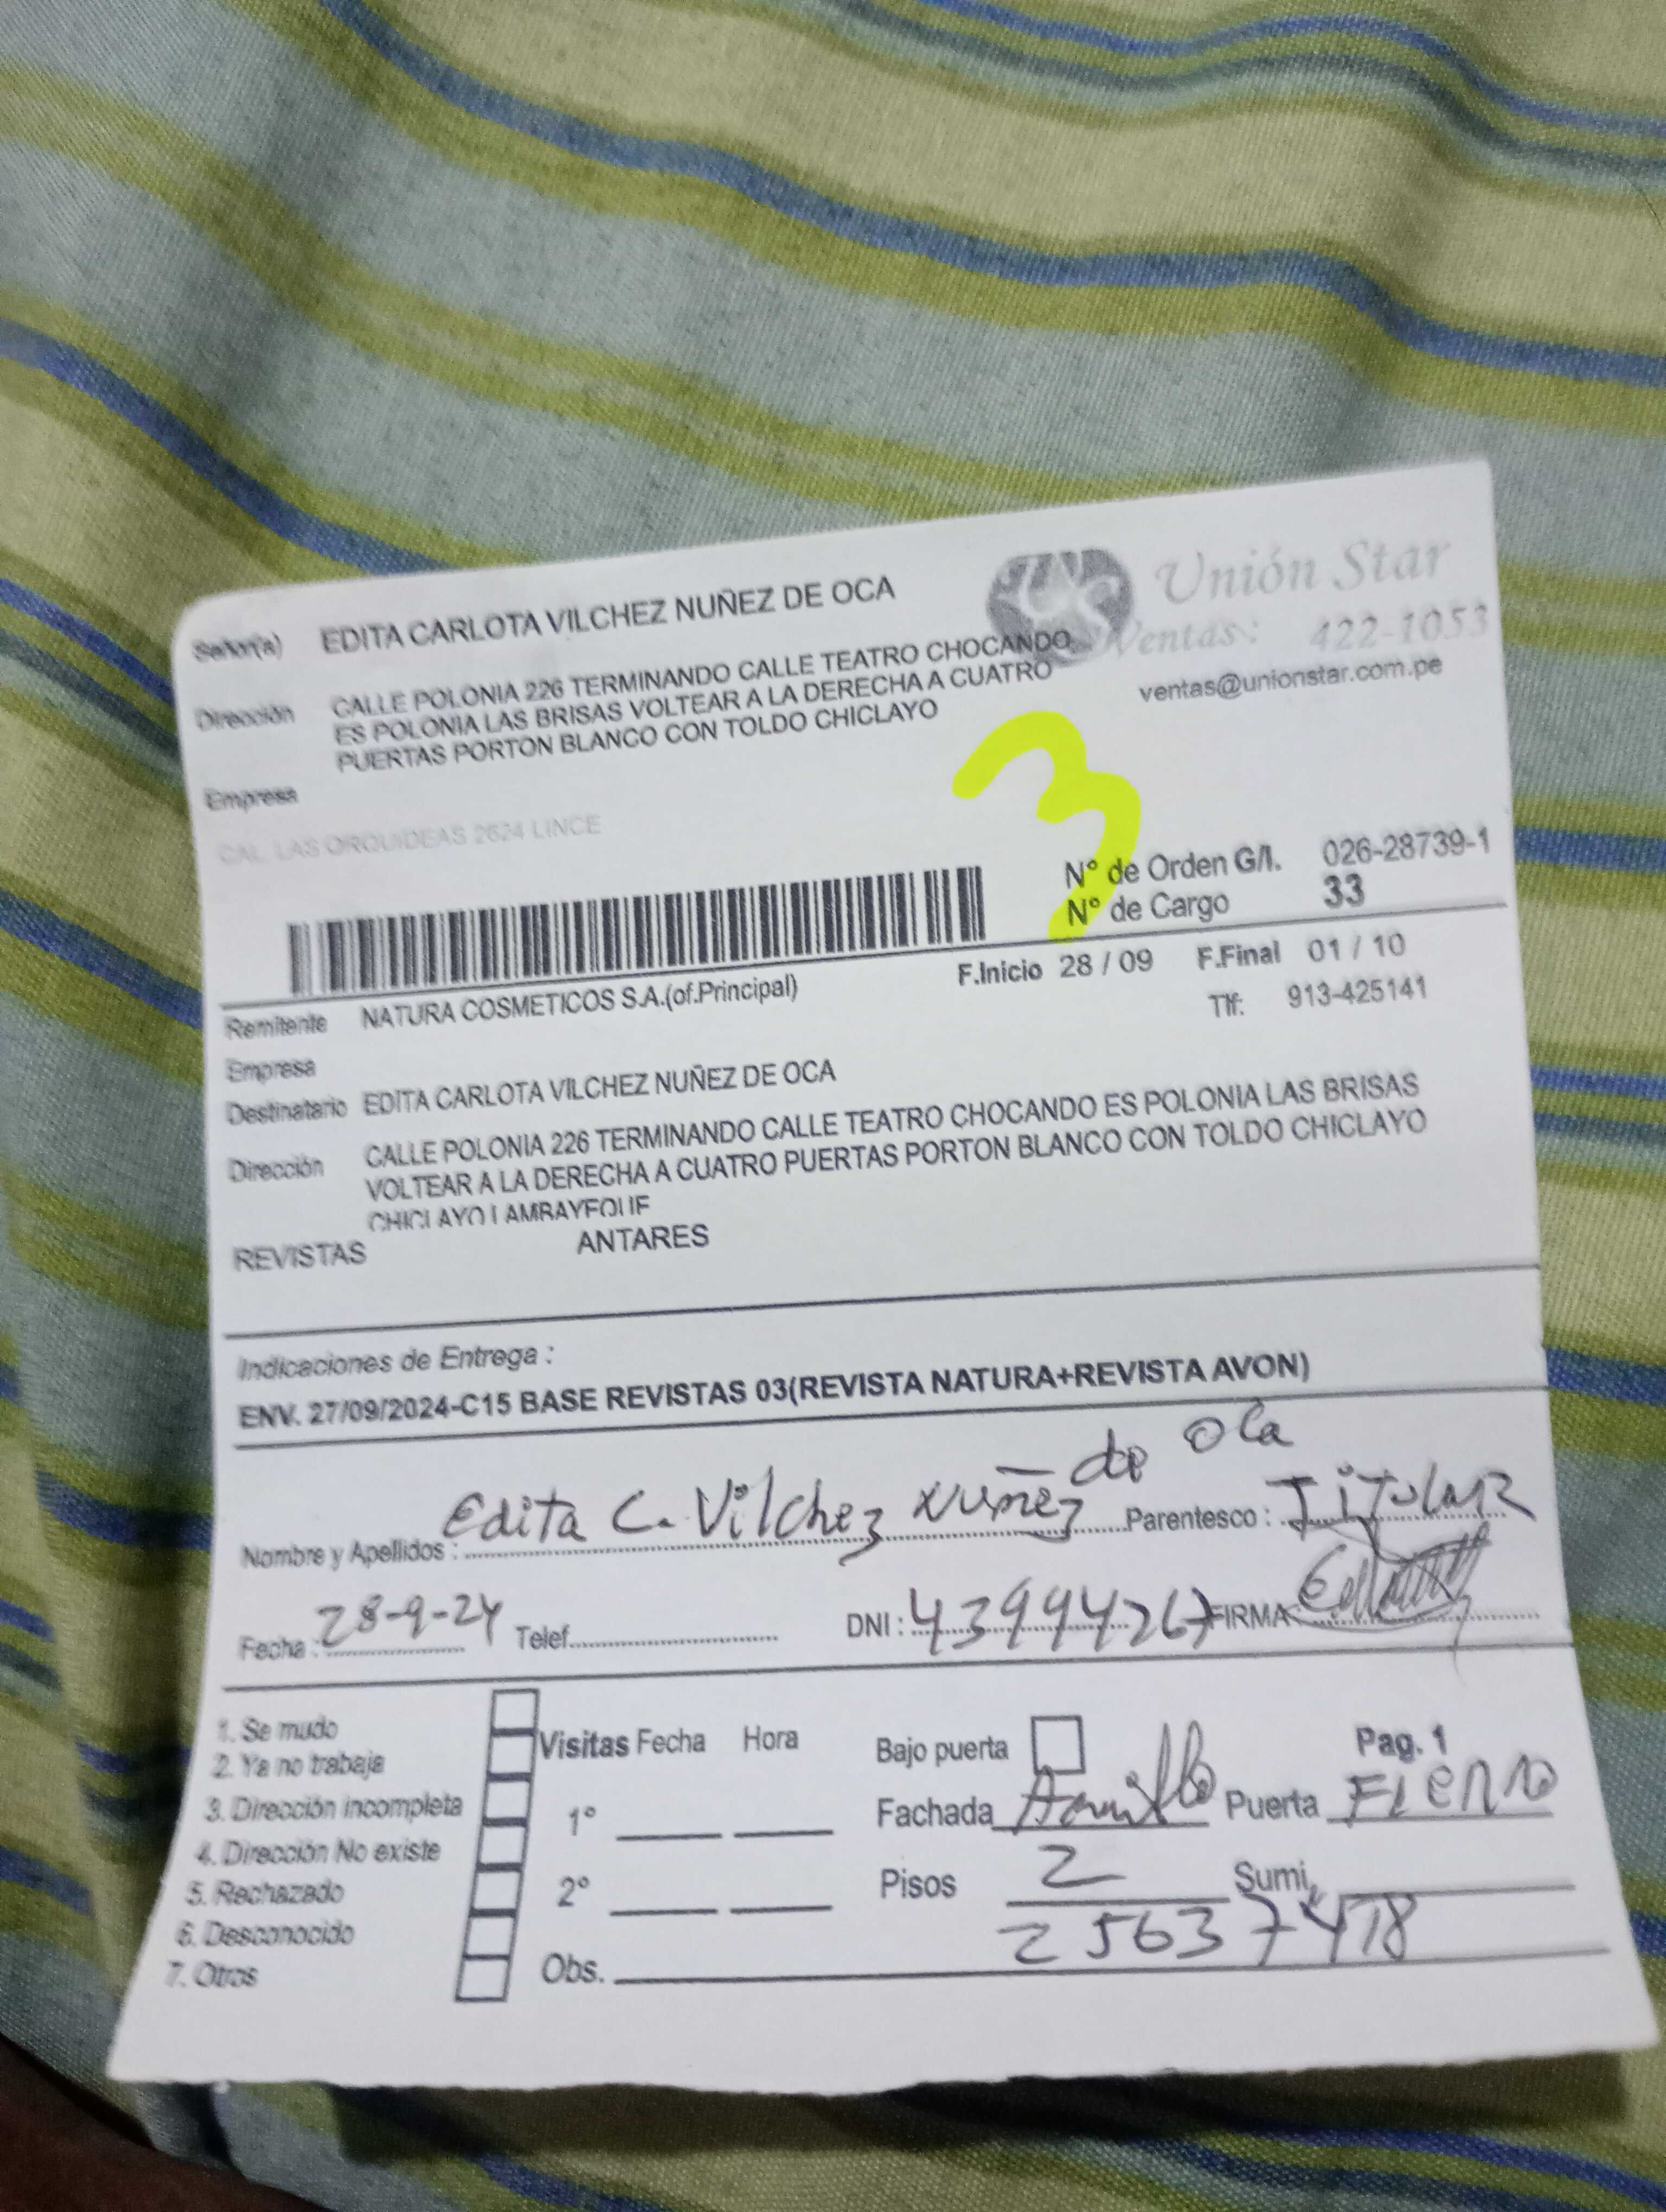 Unión Star
Ventas: 422-1053
ventas@unionstar.com.pe
Señor(a) EDITA CARLOTA VILCHEZ NUÑEZ DE OCA
Dirección CALLE POLONIA 226 TERMINANDO CALLE TEATRO CHOCANDO
ES POLONIA LAS BRISAS VOLTEAR A LA DERECHA A CUATRO
PUERTAS PORTON BLANCO CON TOLDO CHICLAYO
Empresa
CAL. LAS ORQUIDEAS 2624 LINCE
3
N° de Orden G/I. 026-28739-1
N° de Cargo 33
F.Inicio 28 / 09 F.Final 01 / 10
Remitente NATURA COSMETICOS S.A.(of.Principal) Tlf: 913-425141
Empresa
Destinatario EDITA CARLOTA VILCHEZ NUÑEZ DE OCA
Dirección CALLE POLONIA 226 TERMINANDO CALLE TEATRO CHOCANDO ES POLONIA LAS BRISAS
VOLTEAR A LA DERECHA A CUATRO PUERTAS PORTON BLANCO CON TOLDO CHICLAYO
CHICLAYO LAMBAYEQUE
REVISTAS ANTARES
Indicaciones de Entrega :
ENV. 27/09/2024-C15 BASE REVISTAS 03(REVISTA NATURA+REVISTA AVON)
Nombre y Apellidos : Edita C. Vilchez Nuñez de Oca Parentesco : TITULAR
Fecha : 28-9-24 Telef. DNI : 43994267 FIRMA
1. Se mudo
2. Ya no trabaja
3. Dirección incompleta
4. Dirección No existe
5. Rechazado
6. Desconocido
7. Otros
Visitas Fecha Hora
1°
2°
Obs.
Bajo puerta Pag. 1
Fachada Amarillo Puerta FIERRO
Pisos 2 Sumi.
25637478